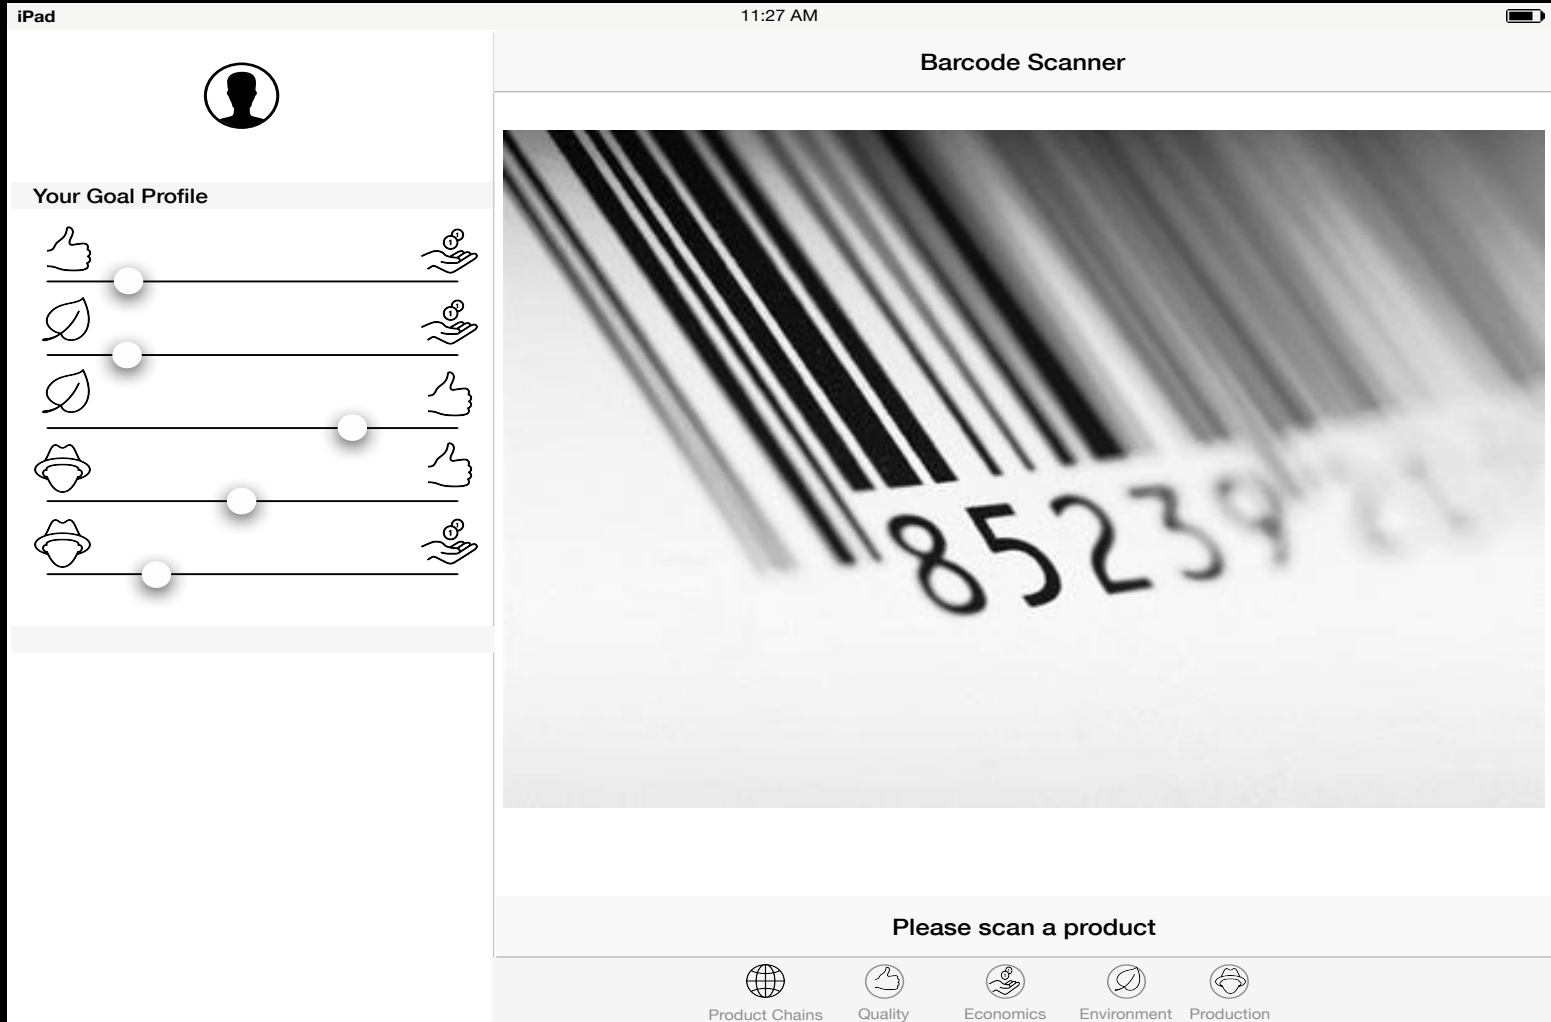 iPad
11:27 AM
Barcode Scanner
Your Goal Profile
85239
Please scan a product
Product Chains
Quality
Economics
Environment
Production